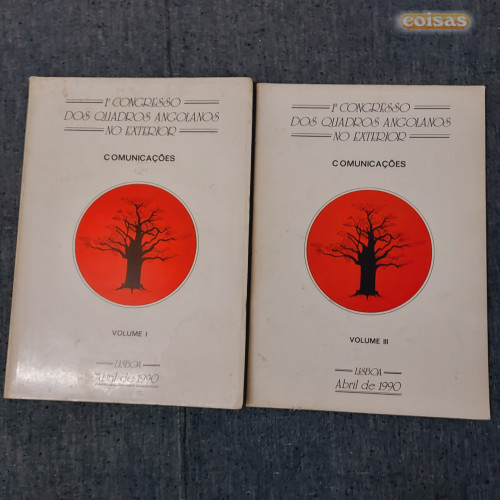 coisas
1º CONGRESSO
DOS QUADROS ANGOLANOS
NO EXTERIOR
COMUNICAÇÕES
VOLUME I
LISBOA
Abril de 1990
1º CONGRESSO
DOS QUADROS ANGOLANOS
NO EXTERIOR
COMUNICAÇÕES
VOLUME III
LISBOA
Abril de 1990